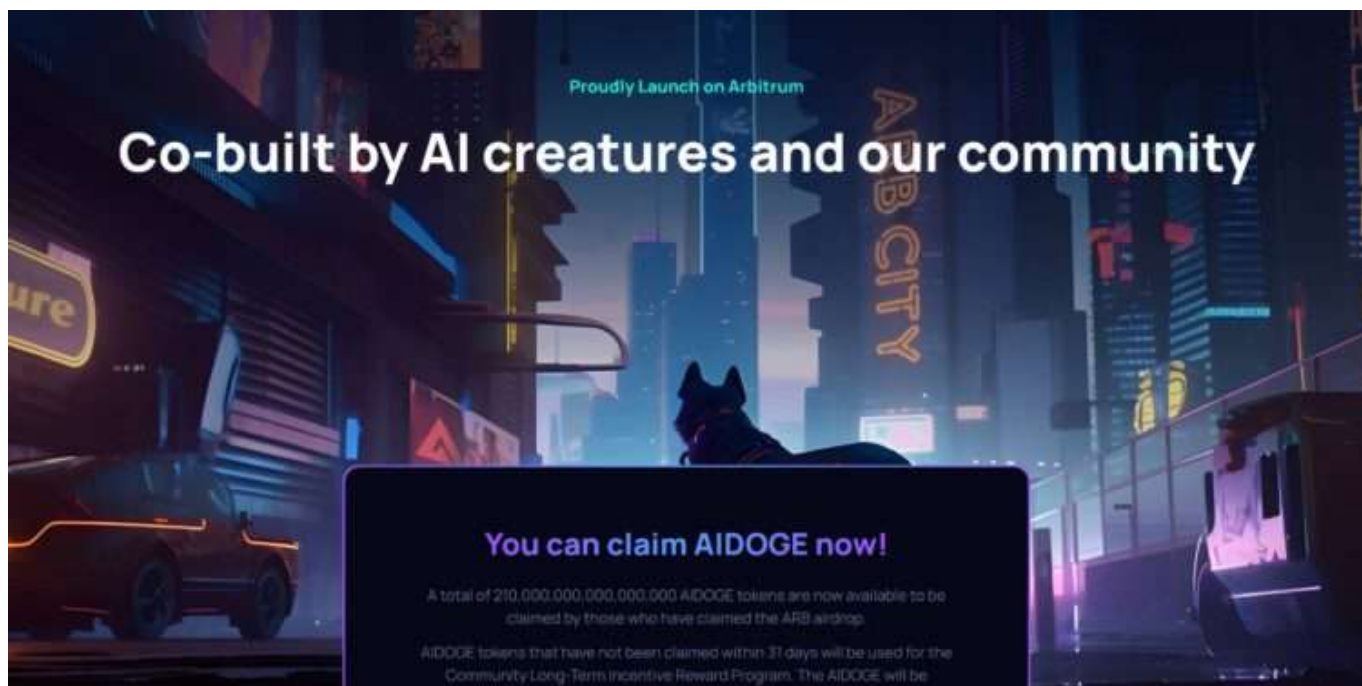 Proudly Launch on Arbitrum
Co-built by AI creatures and our community
ARB CITY
ure
You can claim AIDOGE now!
A total of 210,000,000,000,000,000 AIDOGE tokens are now available to be
claimed by those who have claimed the ARB airdrop.
AIDOGE tokens that have not been claimed within 31 days will be used for the
Community Long-Term Incentive Reward Program. The AIDOGE will be